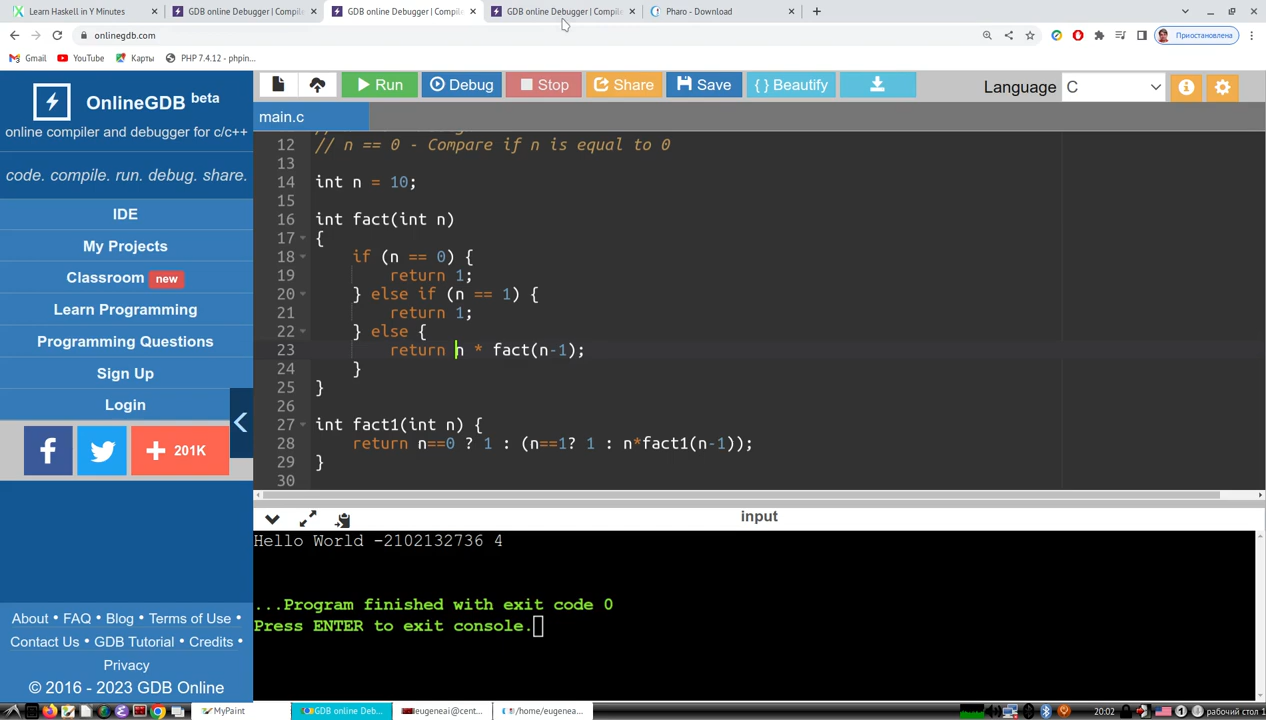 Learn Haskell in Y Minutes
GDB online Debugger | Compile
GDB online Debugger | Compile
GDB online Debugger | Compile
Pharo - Download
onlinegdb.com
Приостановлена
Gmail
YouTube
Карты
PHP 7.4.12 - phpin...
OnlineGDB beta
online compiler and debugger for c/c++
code. compile. run. debug. share.
IDE
My Projects
Classroom new
Learn Programming
Programming Questions
Sign Up
Login
201K
About • FAQ • Blog • Terms of Use •
Contact Us • GDB Tutorial • Credits •
Privacy
© 2016 - 2023 GDB Online
Run
Debug
Stop
Share
Save
{ } Beautify
Language C
main.c
12 // n == 0 - Compare if n is equal to 0
13
14 int n = 10;
15
16 int fact(int n)
17 {
18 if (n == 0) {
19 return 1;
20 } else if (n == 1) {
21 return 1;
22 } else {
23 return n * fact(n-1);
24 }
25 }
26
27 int fact1(int n) {
28 return n==0 ? 1 : (n==1? 1 : n*fact1(n-1));
29 }
30
input
Hello World -2102132736 4
...Program finished with exit code 0
Press ENTER to exit console.
MyPaint
GDB online Deb...
eugeneai@cent...
/home/eugenea...
20:02
рабочий стол 1